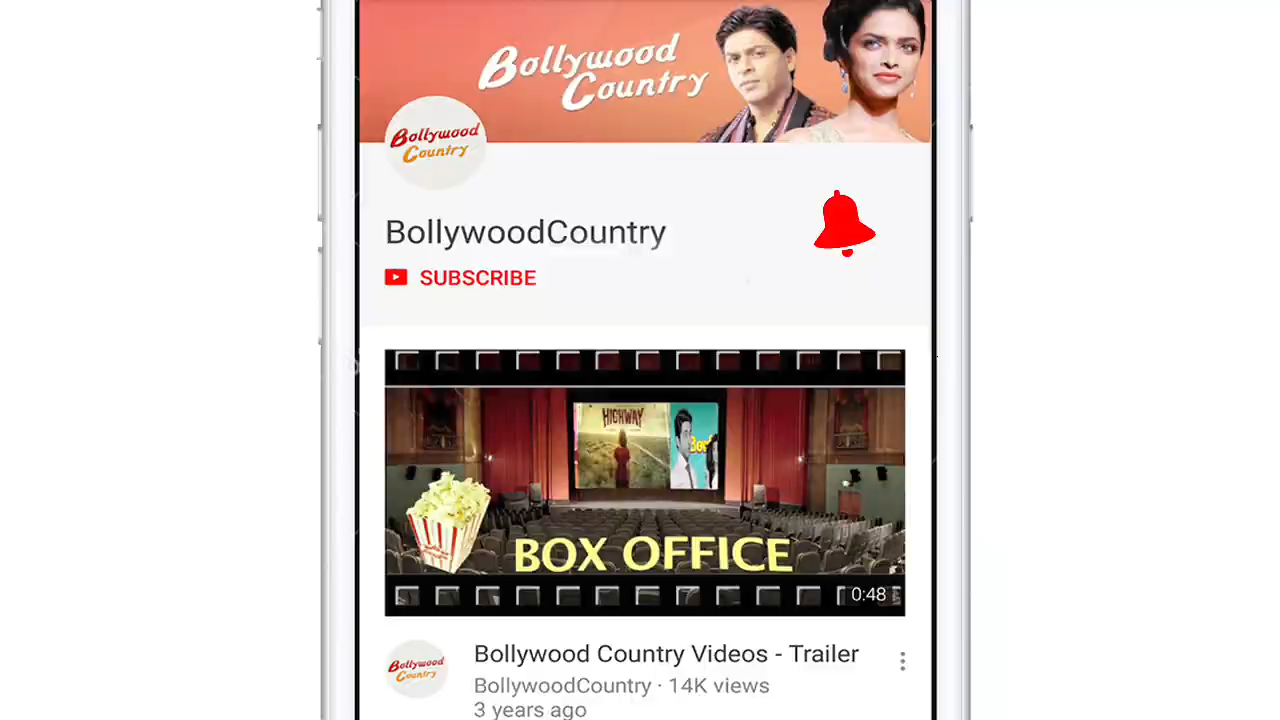 Bollywood
Country
Bollywood
Country
BollywoodCountry
SUBSCRIBE
HIGHWAY
BOX OFFICE
0:48
Bollywood
Country
Bollywood Country Videos - Trailer
BollywoodCountry · 14K views
3 years ago